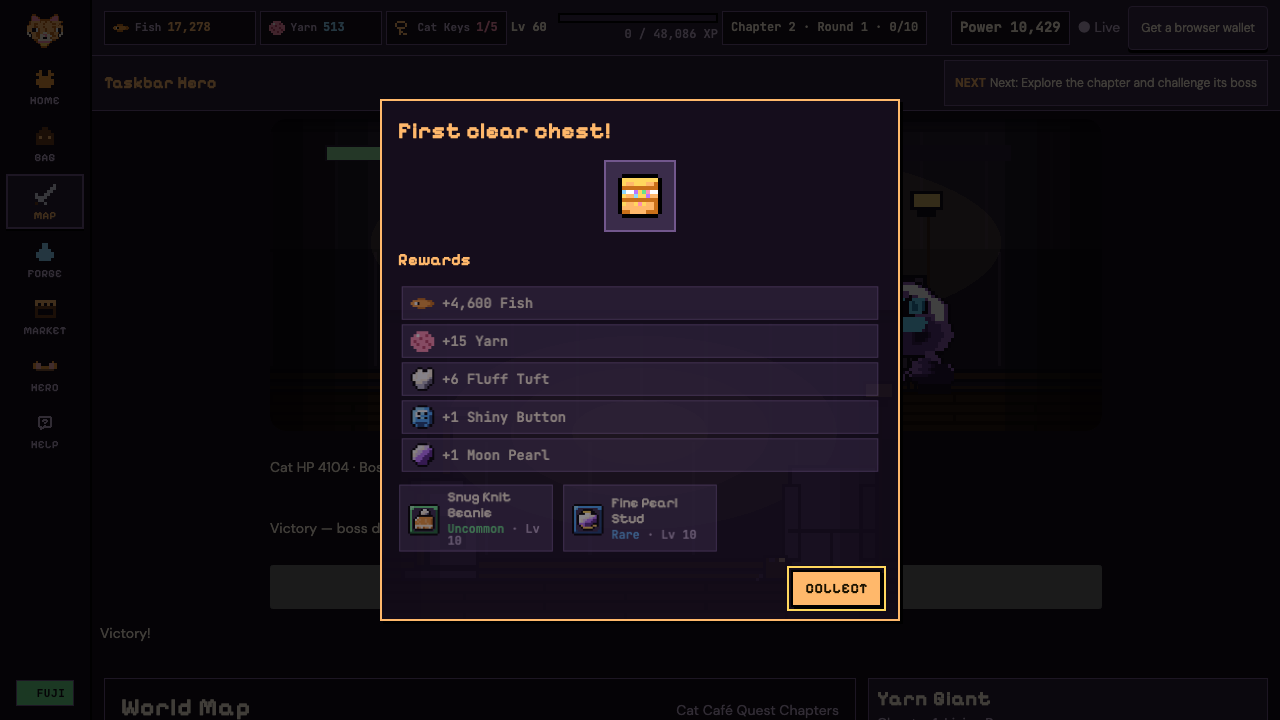 Fish 17,278
Yarn 513
Cat Keys 1/5
Lv 60
0 / 48,086 XP
Chapter 2 · Round 1 · 0/10
Power 10,429
Live
Get a browser wallet
HOME
BAG
MAP
FORGE
MARKET
HERO
HELP
FUJI
Taskbar Hero
NEXT Next: Explore the chapter and challenge its boss
First clear chest!
Rewards
+4,600 Fish
+15 Yarn
+6 Fluff Tuft
+1 Shiny Button
+1 Moon Pearl
Snug Knit
Beanie
Uncommon · Lv
10
Fine Pearl
Stud
Rare · Lv 10
COLLECT
Cat HP 4104 · Bos
Victory — boss d
Victory!
World Map
Cat Café Quest Chapters
Yarn Giant